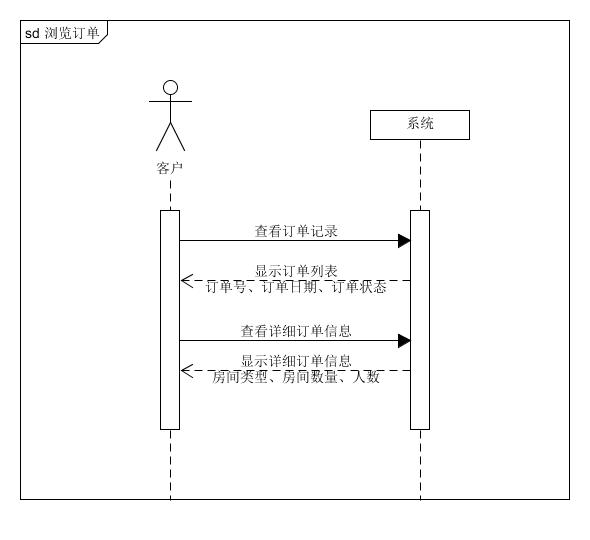 sd 浏览订单
客户
系统
查看订单记录
显示订单列表
订单号、订单日期、订单状态
查看详细订单信息
显示详细订单信息
房间类型、房间数量、人数